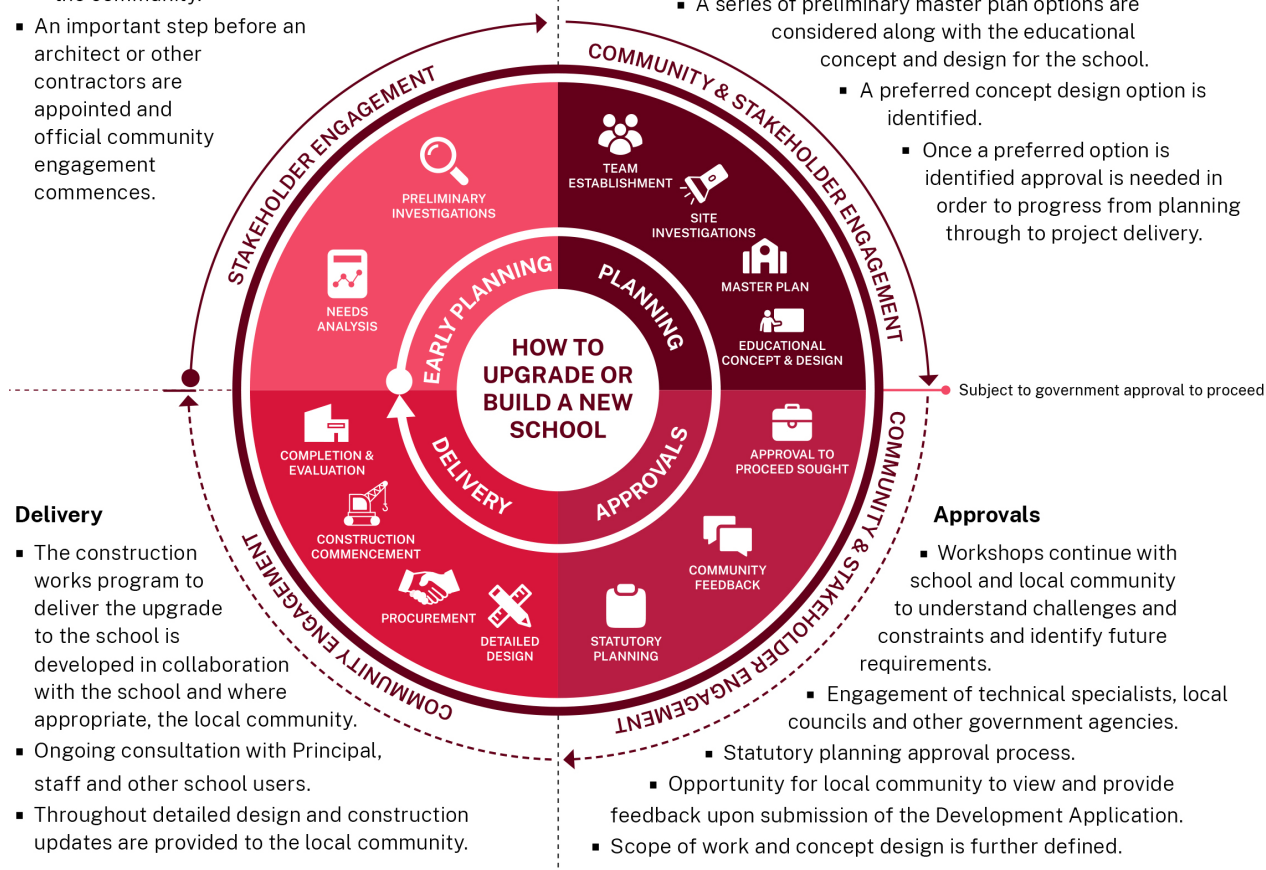 the community.
▪ An important step before an
architect or other
contractors are
appointed and
official community
engagement
commences.
▪ A series of preliminary master plan options are
considered along with the educational
concept and design for the school.
▪ A preferred concept design option is
identified.
▪ Once a preferred option is
identified approval is needed in
order to progress from planning
through to project delivery.
STAKEHOLDER ENGAGEMENT
COMMUNITY & STAKEHOLDER ENGAGEMENT
PRELIMINARY
INVESTIGATIONS
NEEDS
ANALYSIS
TEAM
ESTABLISHMENT
SITE
INVESTIGATIONS
MASTER PLAN
EDUCATIONAL
CONCEPT & DESIGN
EARLY PLANNING
PLANNING
HOW TO
UPGRADE OR
BUILD A NEW
SCHOOL
Subject to government approval to proceed
DELIVERY
APPROVALS
COMPLETION &
EVALUATION
CONSTRUCTION
COMMENCEMENT
PROCUREMENT
DETAILED
DESIGN
APPROVAL TO
PROCEED SOUGHT
COMMUNITY
FEEDBACK
STATUTORY
PLANNING
COMMUNITY ENGAGEMENT
COMMUNITY & STAKEHOLDER ENGAGEMENT
Delivery
▪ The construction
works program to
deliver the upgrade
to the school is
developed in collaboration
with the school and where
appropriate, the local community.
▪ Ongoing consultation with Principal,
staff and other school users.
▪ Throughout detailed design and construction
updates are provided to the local community.
Approvals
▪ Workshops continue with
school and local community
to understand challenges and
constraints and identify future
requirements.
▪ Engagement of technical specialists, local
councils and other government agencies.
▪ Statutory planning approval process.
▪ Opportunity for local community to view and provide
feedback upon submission of the Development Application.
▪ Scope of work and concept design is further defined.